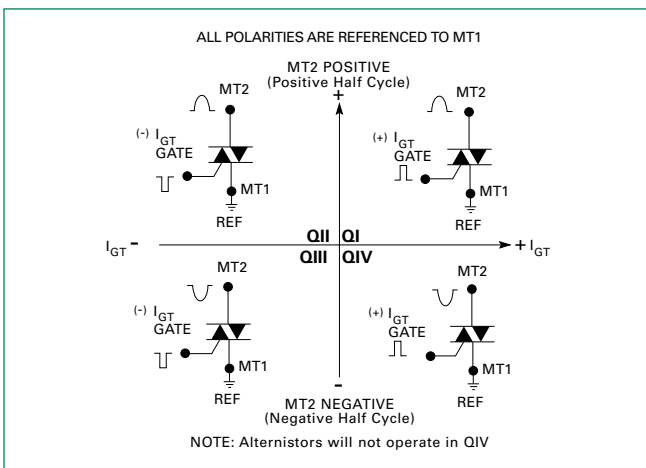 ALL POLARITIES ARE REFERENCED TO MT1
MT2 POSITIVE
(Positive Half Cycle)
+
MT2
(-) IGT
GATE
MT1
REF
MT2
(+) IGT
GATE
MT1
REF
IGT -
QII QI
QIII QIV
+ IGT
MT2
(-) IGT
GATE
MT1
REF
MT2
(+) IGT
GATE
MT1
REF
-
MT2 NEGATIVE
(Negative Half Cycle)
NOTE: Alternistors will not operate in QIV